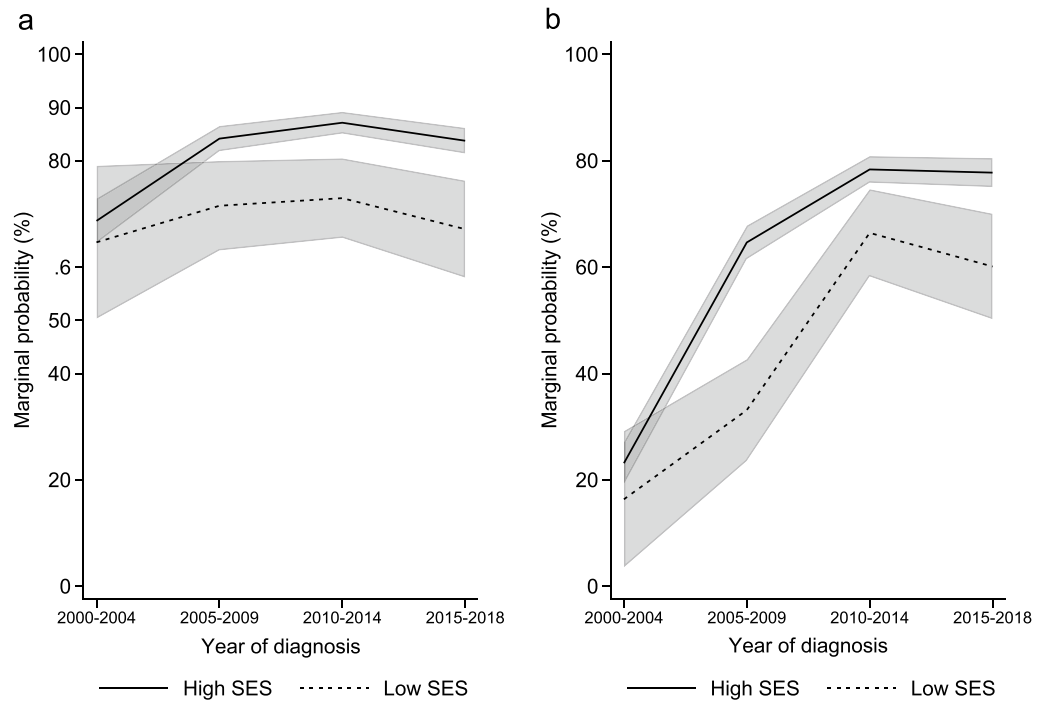 a
100
90
80
.6
50
40
20
0
Marginal probability (%)
2000-2004 2005-2009 2010-2014 2015-2018
Year of diagnosis
High SES Low SES
b
100
90
80
60
40
20
0
Marginal probability (%)
2000-2004 2005-2009 2010-2014 2015-2018
Year of diagnosis
High SES Low SES